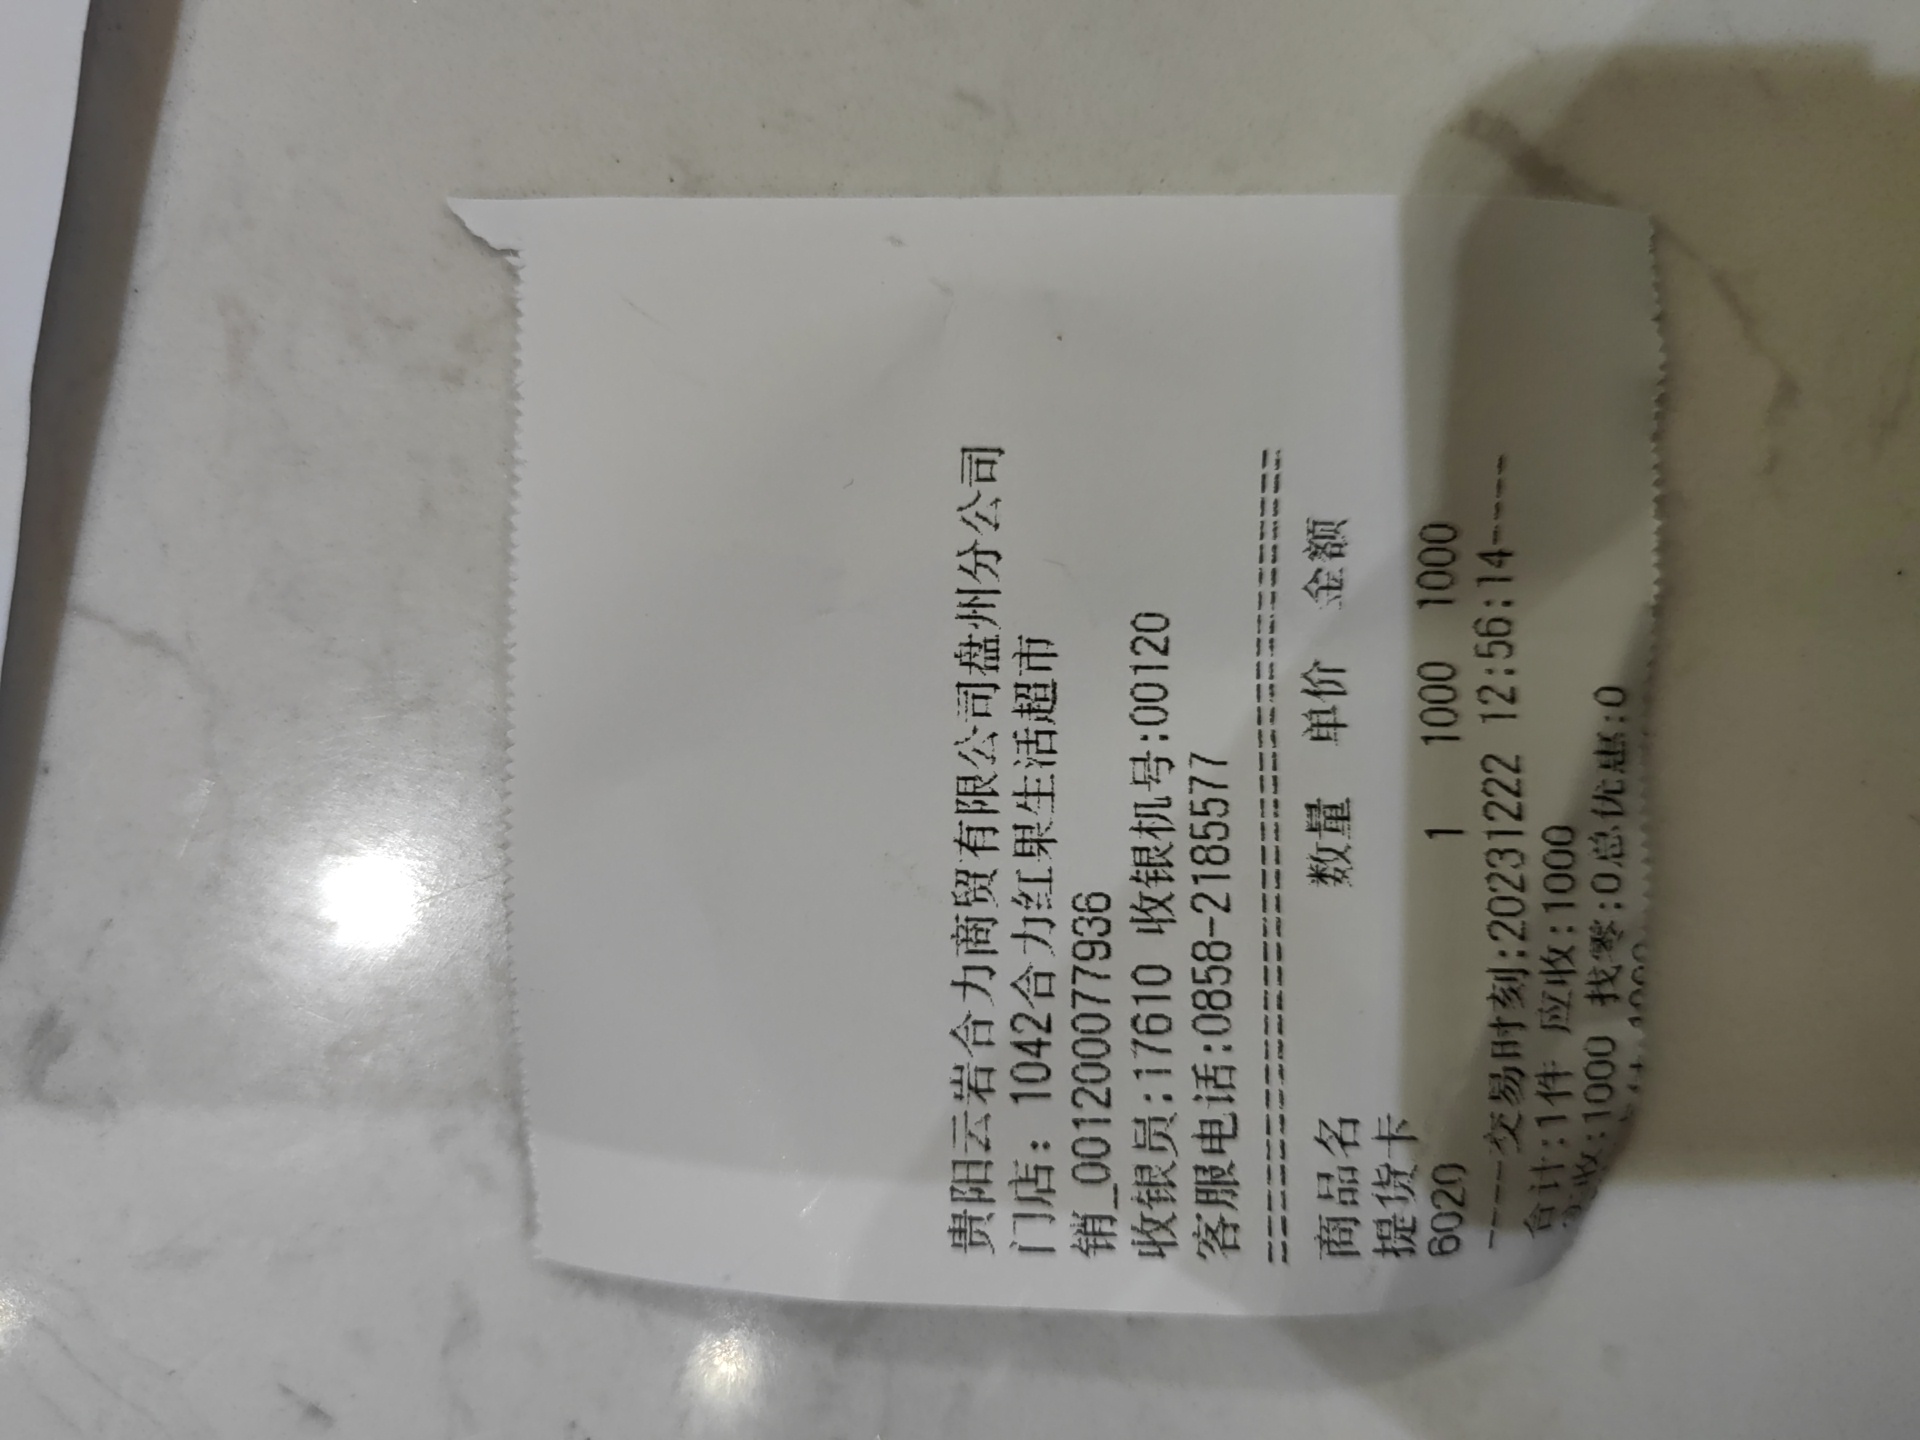 贵阳云岩合力商贸有限公司盘州分公司
门店: 1042合力红果生活超市
销_001200077936
收银员:17610 收银机号:00120
客服电话:0858-2185577
================================
商品名 数量 单价 金额
提货卡
6020 1 1000 1000
----交易时刻:20231222 12:56:14----
合计:1件 应收:1000
实收:1000 找零:0总优惠:0